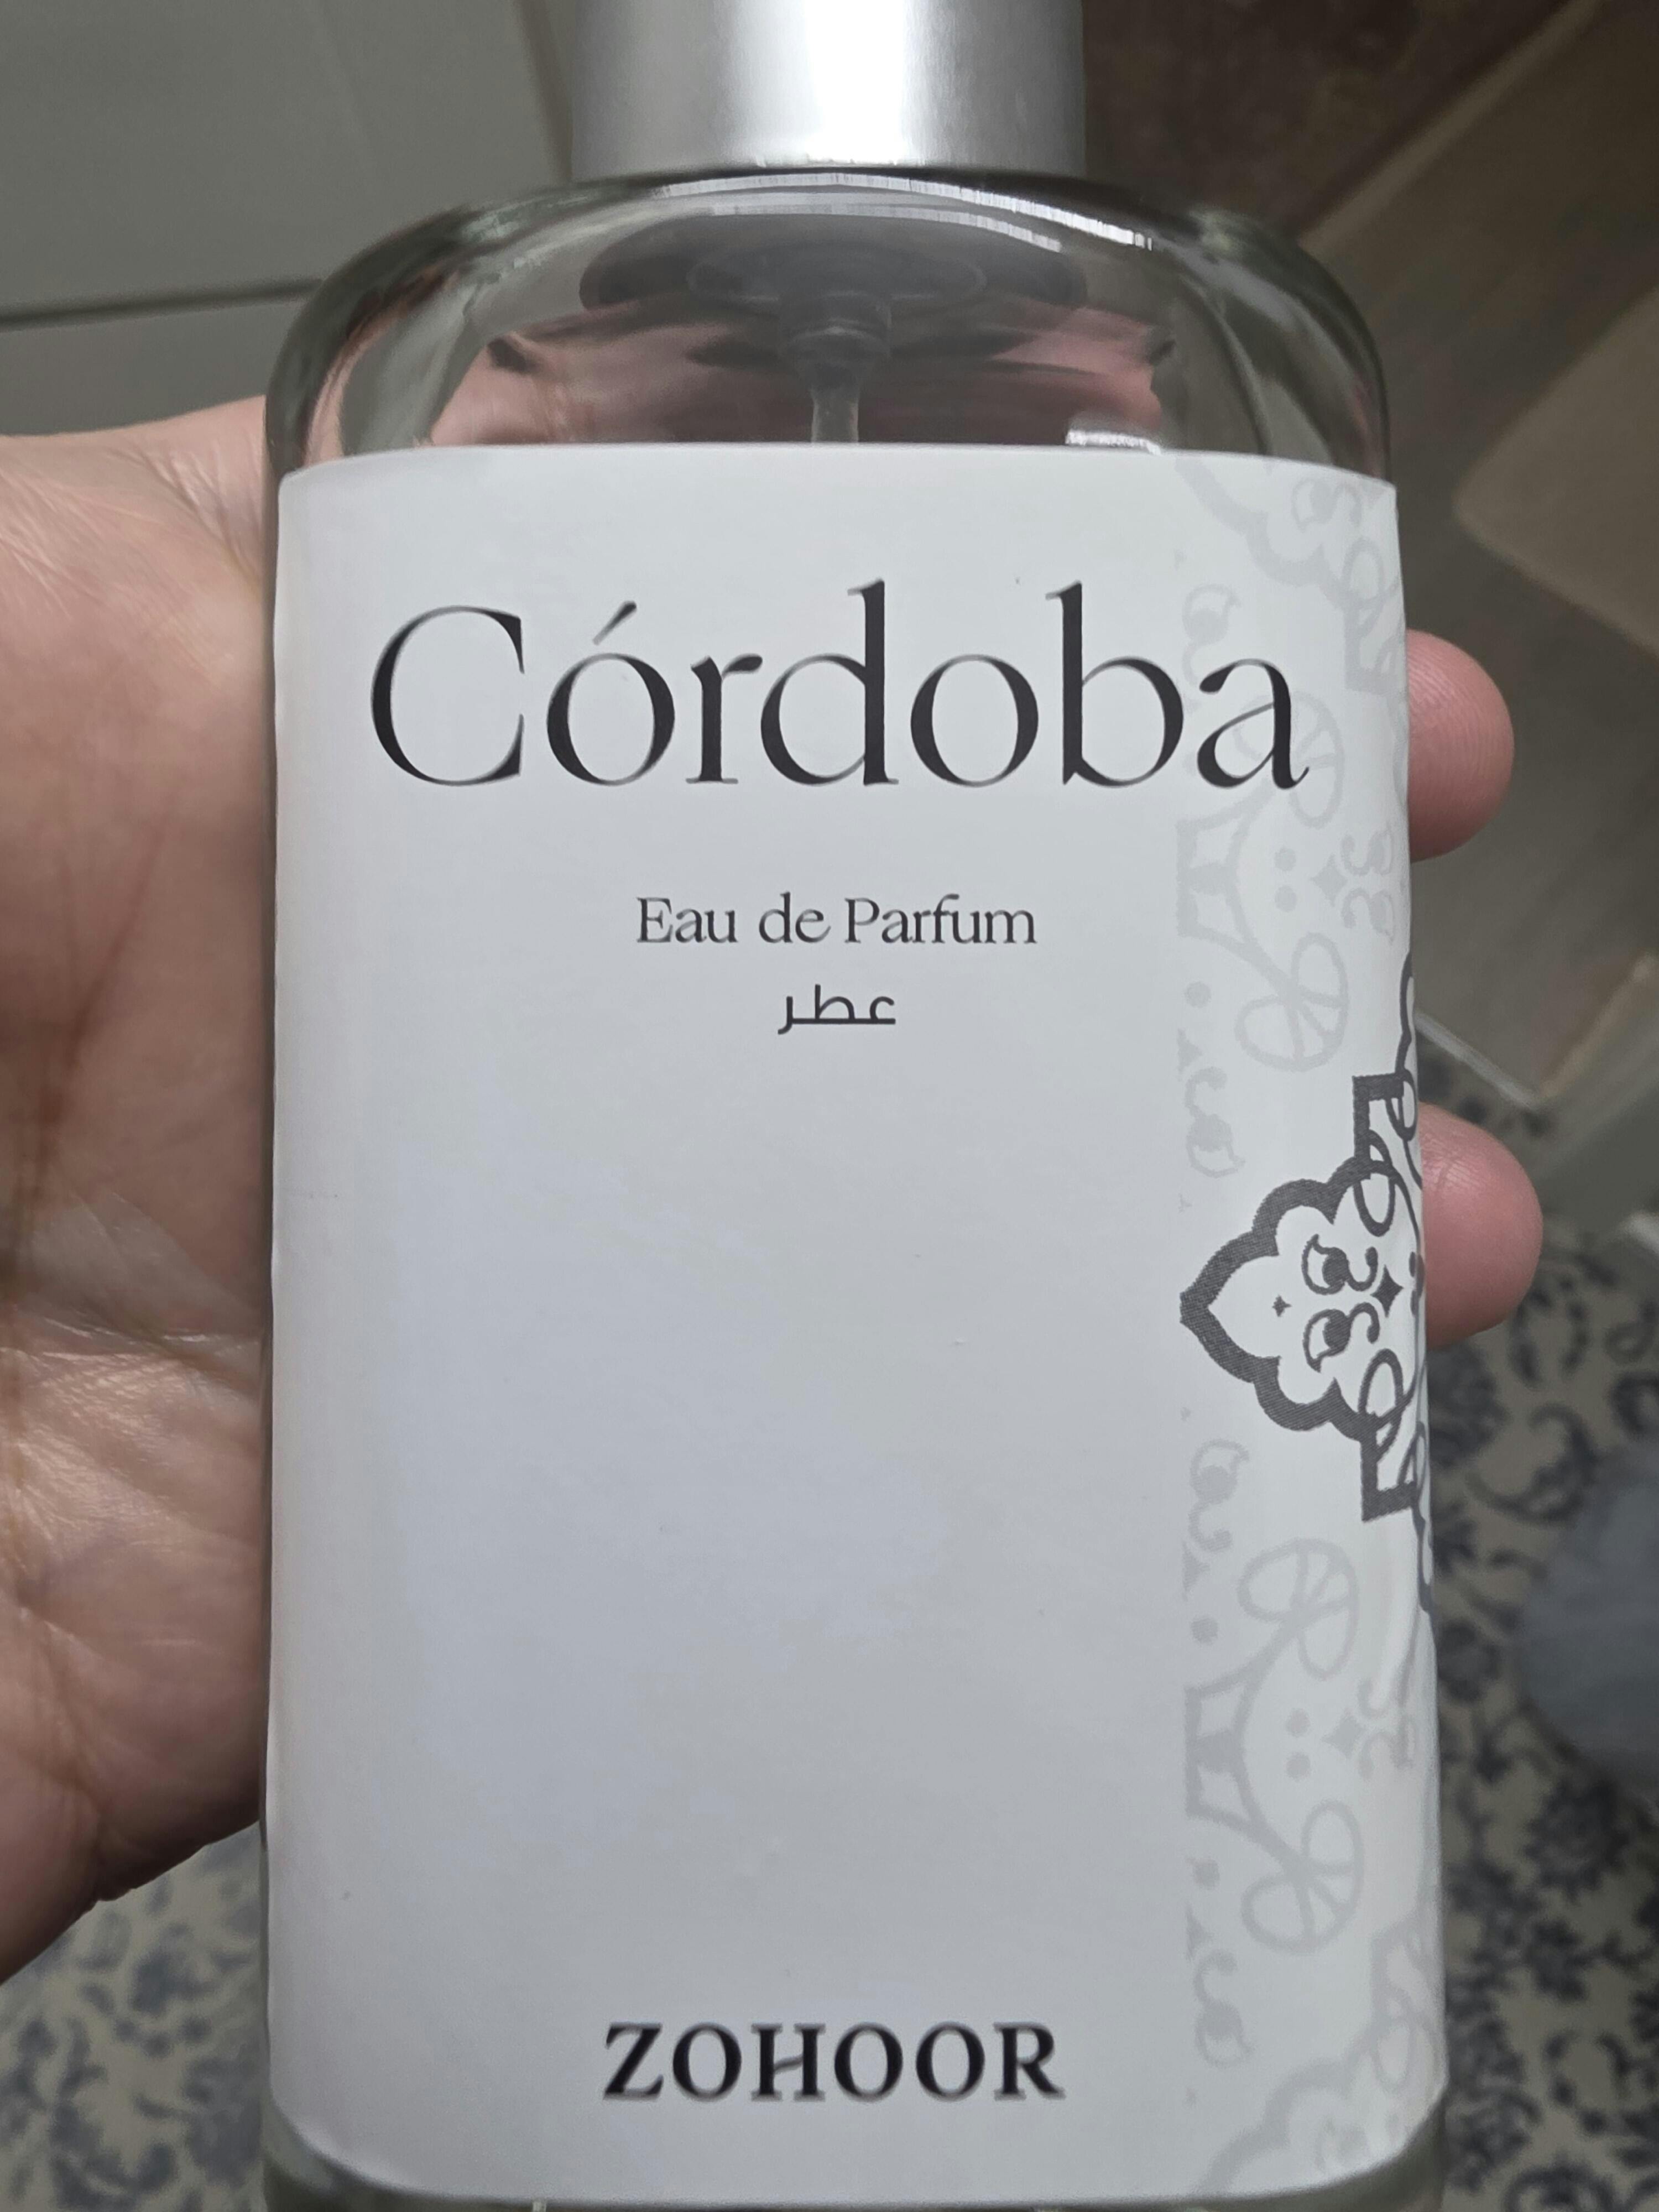 Córdoba
Eau de Parfum
عطر
ZOHOOR